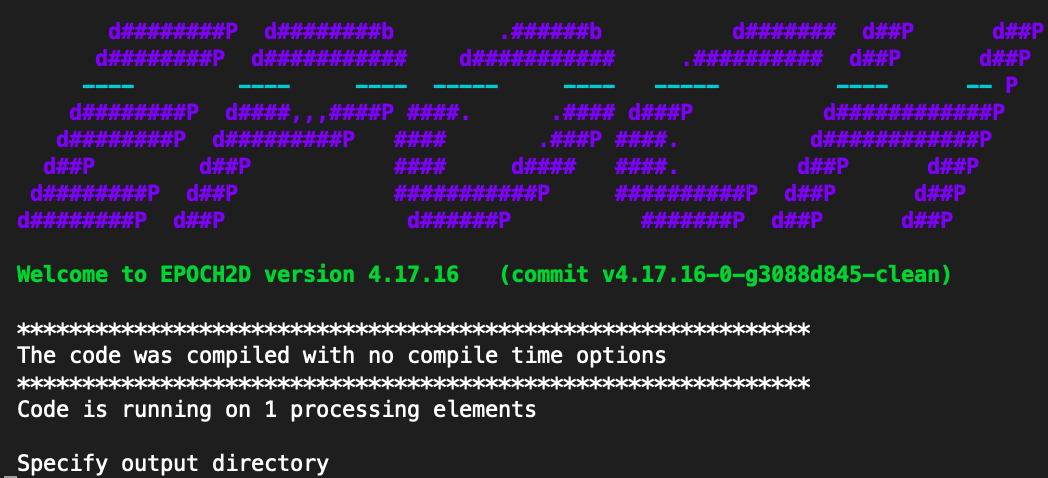 d########P  d########b        .######b          d#######  d##P      d##P
      d########P  d###########    d###########     .##########  d##P      d##P
     ----        ----     ----  -----     ----   -----         ----      -- P
    d########P  d####,,,####P ####.      .#### d###P          d############P
   d########P  d#########P   ####       .###P ####.          d############P
  d##P        d##P           ####     d####   ####.         d##P      d##P
 d########P  d##P            ###########P     ##########P  d##P      d##P
d########P  d##P              d######P          #######P  d##P      d##P
Welcome to EPOCH2D version 4.17.16   (commit v4.17.16-0-g3088d845-clean)
*************************************************************
The code was compiled with no compile time options
*************************************************************
Code is running on 1 processing elements
Specify output directory